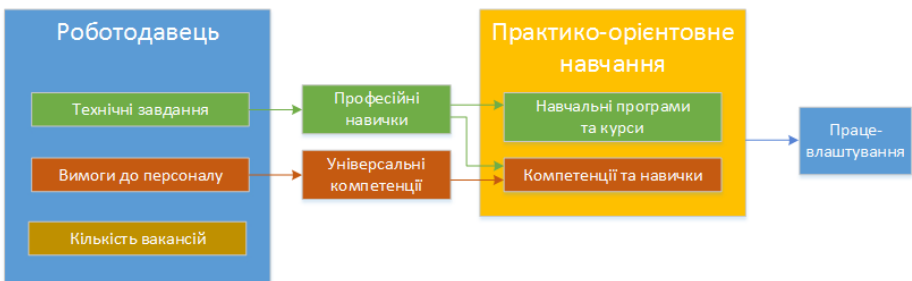 Роботодавець
Технічні завдання
Вимоги до персоналу
Кількість вакансій
Професійні
навички
Універсальні
компетенції
Практико-орієнтовне
навчання
Навчальні програми
та курси
Компетенції та навички
Праце-
влаштування